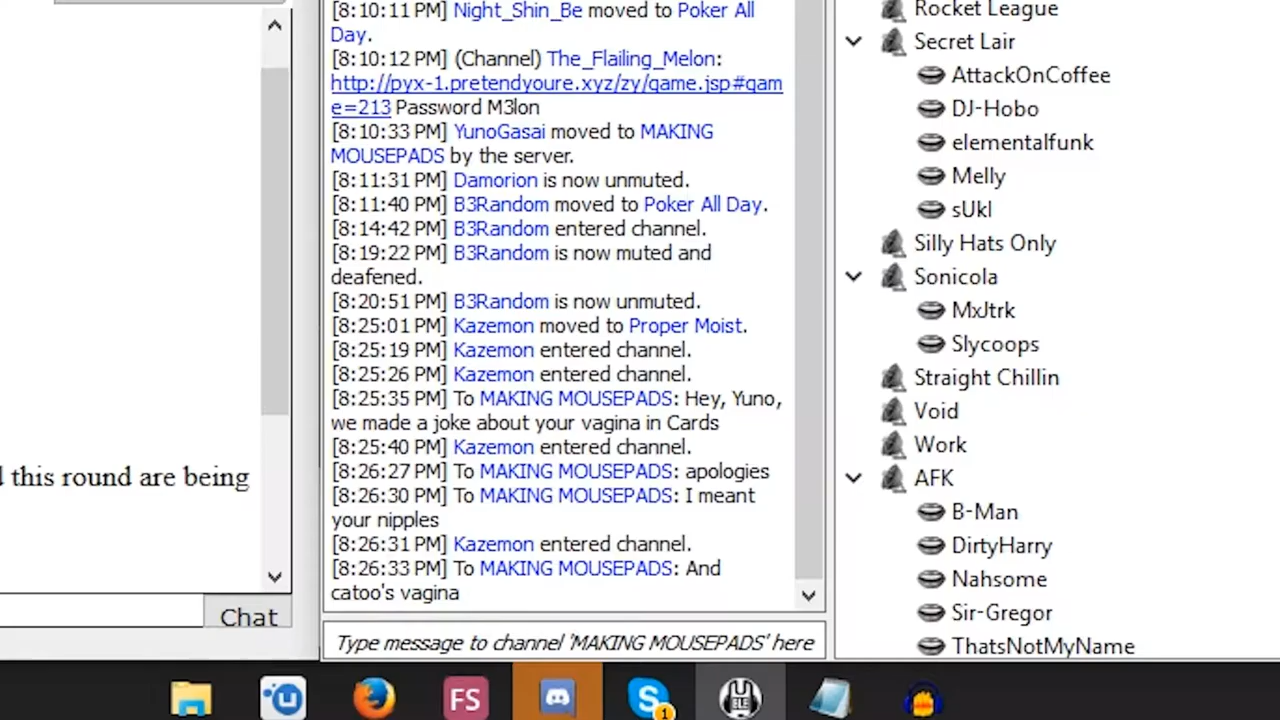 d this round are being
Chat
[8:10:11 PM] Night_Shin_Be moved to Poker All
Day.
[8:10:12 PM] (Channel) The_Flailing_Melon:
http://pyx-1.pretendyoure.xyz/zy/game.jsp#gam
e=213 Password M3lon
[8:10:33 PM] YunoGasai moved to MAKING
MOUSEPADS by the server.
[8:11:31 PM] Damorion is now unmuted.
[8:11:40 PM] B3Random moved to Poker All Day.
[8:14:42 PM] B3Random entered channel.
[8:19:22 PM] B3Random is now muted and
deafened.
[8:20:51 PM] B3Random is now unmuted.
[8:25:01 PM] Kazemon moved to Proper Moist.
[8:25:19 PM] Kazemon entered channel.
[8:25:26 PM] Kazemon entered channel.
[8:25:35 PM] To MAKING MOUSEPADS: Hey, Yuno,
we made a joke about your vagina in Cards
[8:25:40 PM] Kazemon entered channel.
[8:26:27 PM] To MAKING MOUSEPADS: apologies
[8:26:30 PM] To MAKING MOUSEPADS: I meant
your nipples
[8:26:31 PM] Kazemon entered channel.
[8:26:33 PM] To MAKING MOUSEPADS: And
catoo's vagina
Type message to channel 'MAKING MOUSEPADS' here
Rocket League
Secret Lair
AttackOnCoffee
DJ-Hobo
elementalfunk
Melly
sUkl
Silly Hats Only
Sonicola
MxJtrk
Slycoops
Straight Chillin
Void
Work
AFK
B-Man
DirtyHarry
Nahsome
Sir-Gregor
ThatsNotMyName
FS
S
1
U
ELE